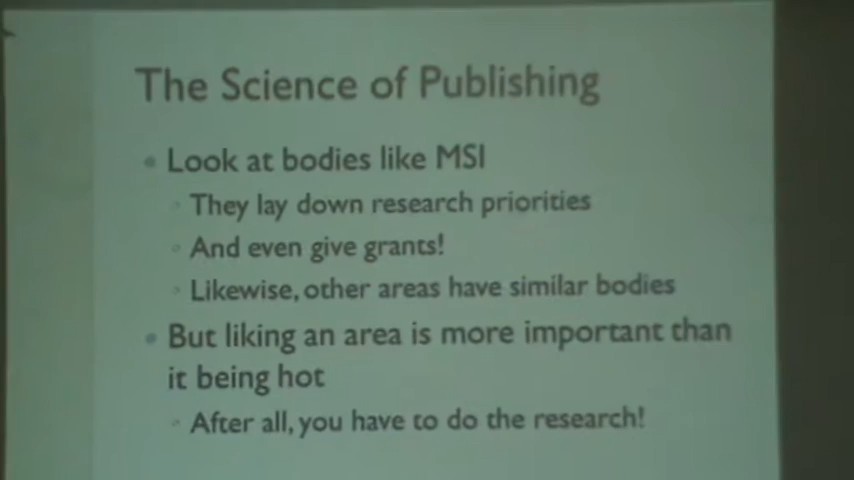 The Science of Publishing
Look at bodies like MSI
They lay down research priorities
And even give grants!
Likewise, other areas have similar bodies
But liking an area is more important than
it being hot
After all, you have to do the research!